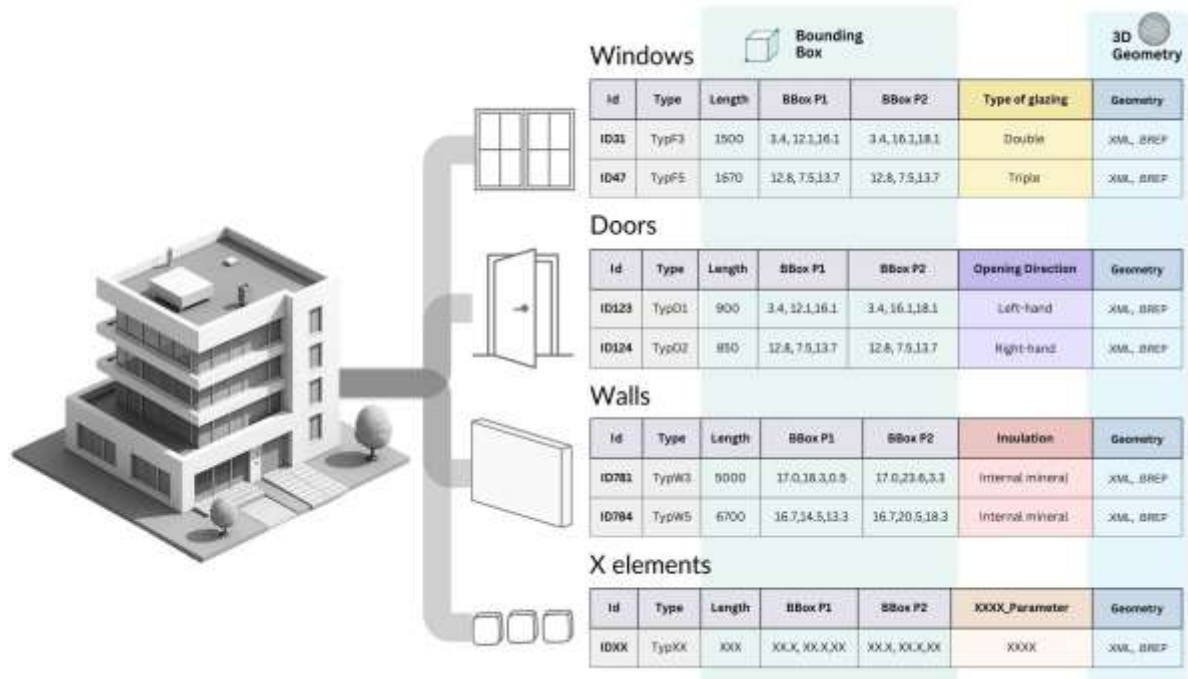 Bounding
Box
3D
Geometry
Windows
Id Type Length BBox P1 BBox P2 Type of glazing Geometry
ID31 TypF3 1500 3.4, 12.1,16.1 3.4, 16.1,18.1 Double XML, BREP
ID47 TypF5 1670 12.8, 7.5,13.7 12.8, 7.5,13.7 Triple XML, BREP
Doors
Id Type Length BBox P1 BBox P2 Opening Direction Geometry
ID123 TypD1 900 3.4, 12.1,16.1 3.4, 16.1,18.1 Left-hand XML, BREP
ID124 TypD2 850 12.8, 7.5,13.7 12.8, 7.5,13.7 Right-hand XML, BREP
Walls
Id Type Length BBox P1 BBox P2 Insulation Geometry
ID781 TypW3 5000 17.0,18.3,0.5 17.0,23.6,3.3 Internal mineral XML, BREP
ID784 TypW5 6700 16.7,14.5,13.3 16.7,20.5,18.3 Internal mineral XML, BREP
X elements
Id Type Length BBox P1 BBox P2 XXXX_Parameter Geometry
IDXX TypXX XXX XX.X, XX.X,XX XX.X, XX.X,XX XXXX XML, BREP